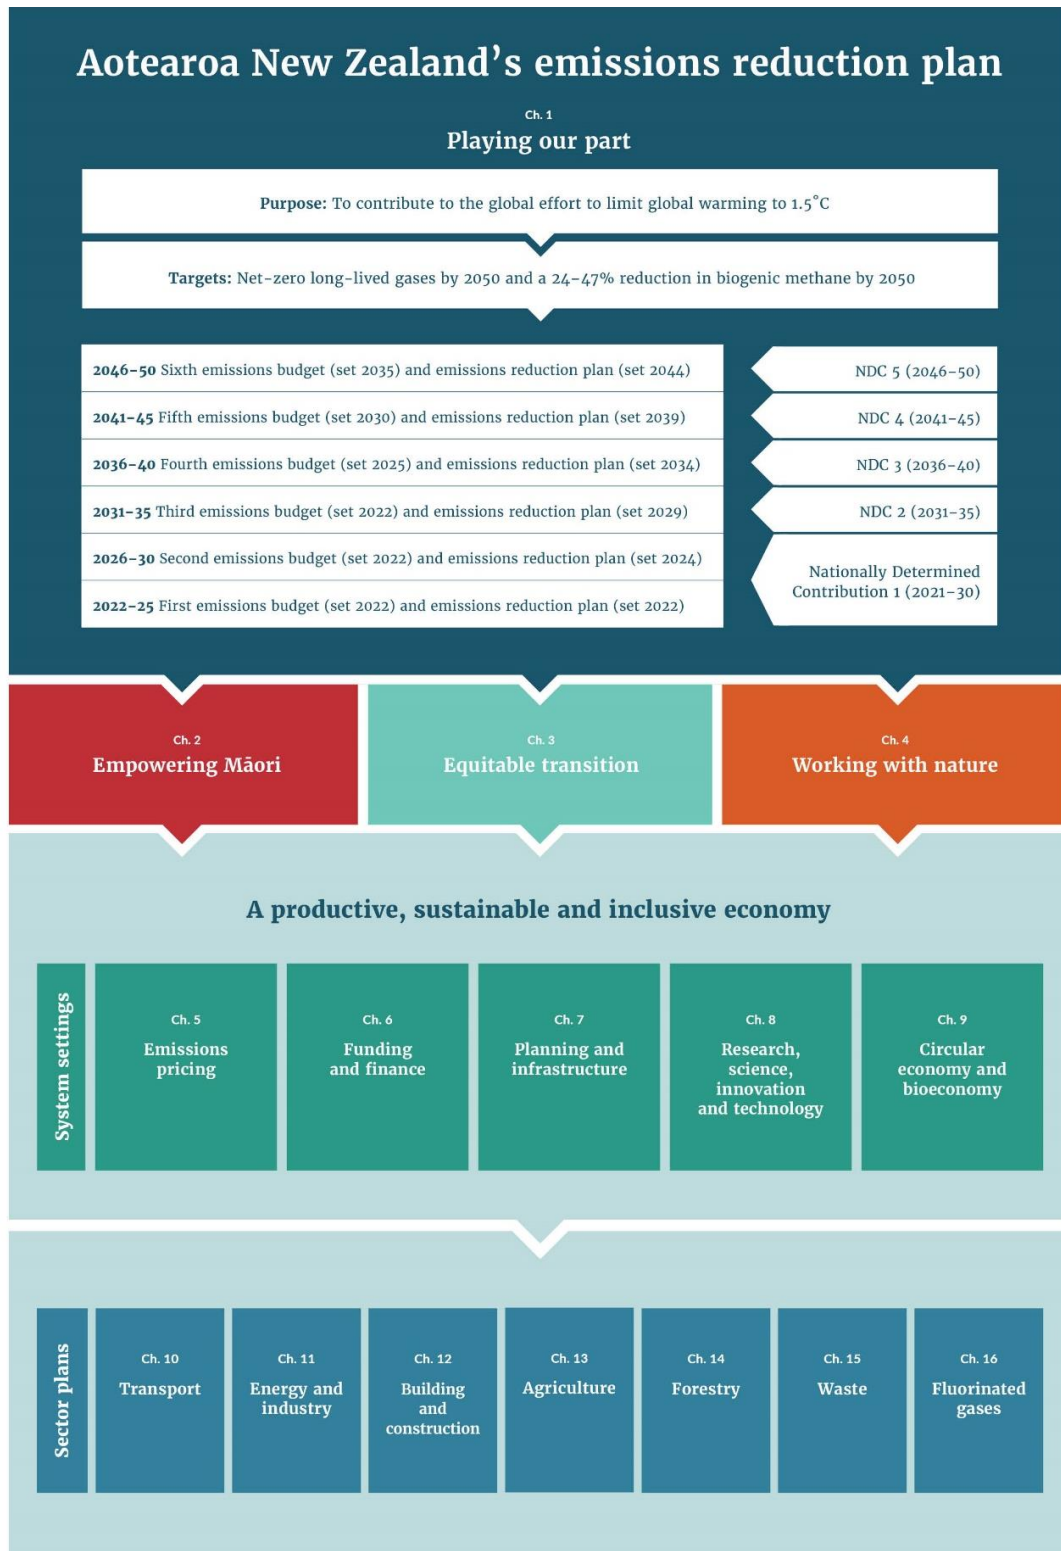 Aotearoa New Zealand's emissions reduction plan
Ch. 1
Playing our part
Purpose: To contribute to the global effort to limit global warming to 1.5˚C
Targets: Net-zero long-lived gases by 2050 and a 24–47% reduction in biogenic methane by 2050
2046–50 Sixth emissions budget (set 2035) and emissions reduction plan (set 2044)
NDC 5 (2046–50)
2041–45 Fifth emissions budget (set 2030) and emissions reduction plan (set 2039)
NDC 4 (2041–45)
2036–40 Fourth emissions budget (set 2025) and emissions reduction plan (set 2034)
NDC 3 (2036–40)
2031–35 Third emissions budget (set 2022) and emissions reduction plan (set 2029)
NDC 2 (2031–35)
2026–30 Second emissions budget (set 2022) and emissions reduction plan (set 2024)
2022–25 First emissions budget (set 2022) and emissions reduction plan (set 2022)
Nationally Determined
Contribution 1 (2021–30)
Ch. 2
Empowering Māori
Ch. 3
Equitable transition
Ch. 4
Working with nature
A productive, sustainable and inclusive economy
System settings
Ch. 5
Emissions
pricing
Ch. 6
Funding
and finance
Ch. 7
Planning and
infrastructure
Ch. 8
Research,
science,
innovation
and technology
Ch. 9
Circular
economy and
bioeconomy
Sector plans
Ch. 10
Transport
Ch. 11
Energy and
industry
Ch. 12
Building
and
construction
Ch. 13
Agriculture
Ch. 14
Forestry
Ch. 15
Waste
Ch. 16
Fluorinated
gases